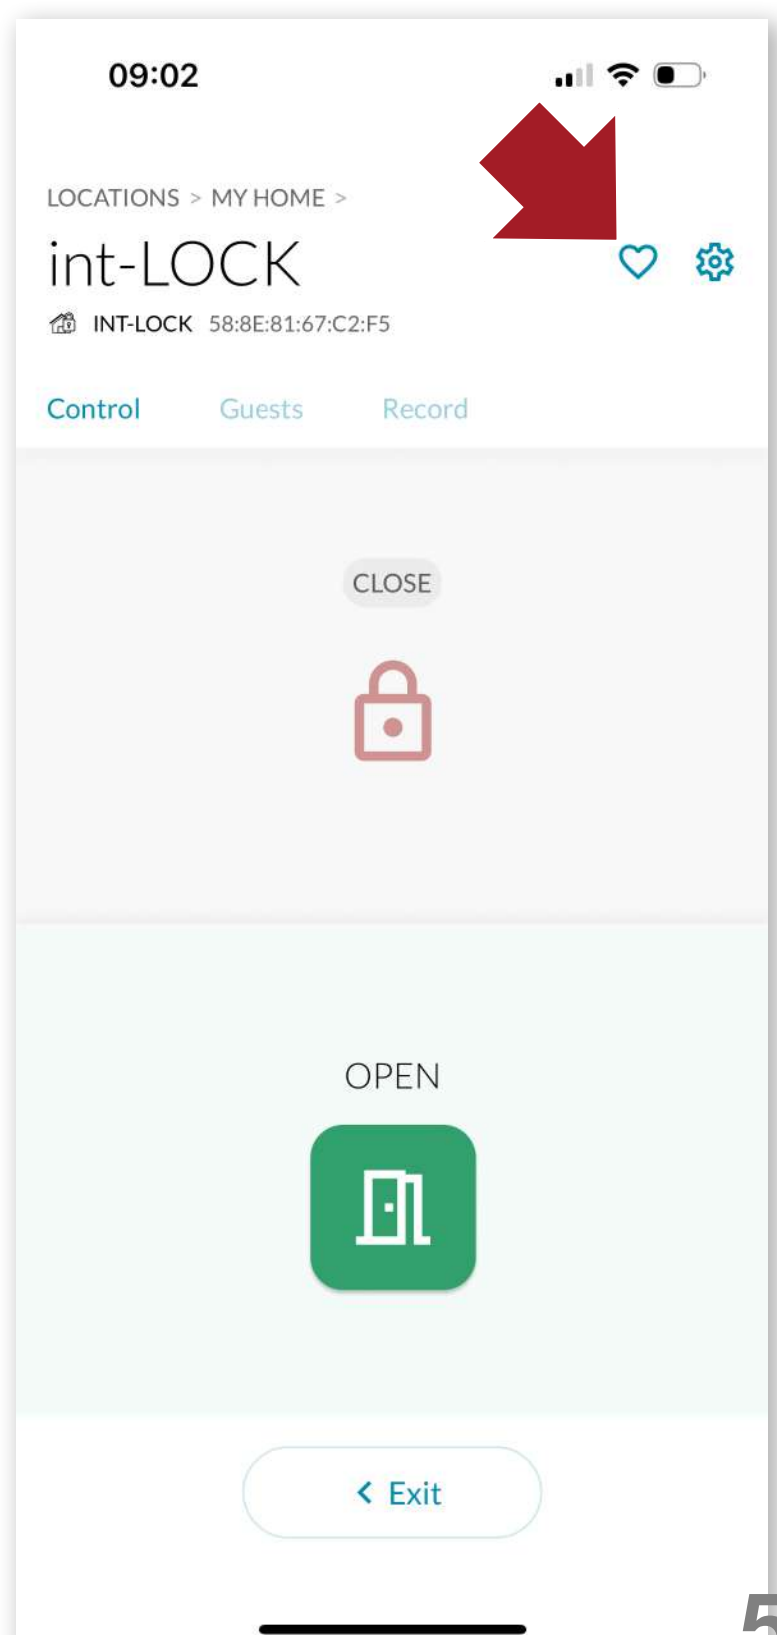 09:02
LOCATIONS > MY HOME >
int-LOCK
INT-LOCK 58:8E:81:67:C2:F5
Control Guests Record
CLOSE
OPEN
< Exit
5